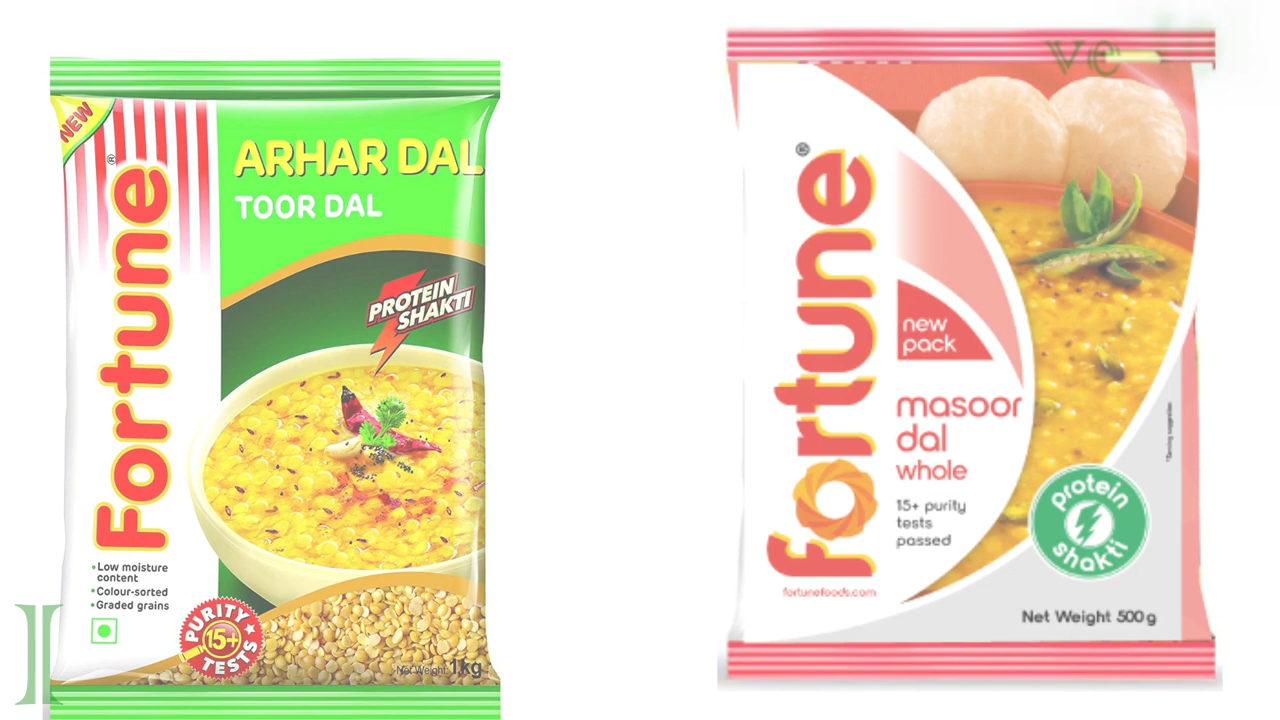 NEW
Fortune®
ARHAR DAL
TOOR DAL
PROTEIN
SHAKTI
•Low moisture
content
•Colour-sorted
•Graded grains
PURITY
15+
TESTS
Net Weight: 1kg
fortune®
new
pack
masoor
dal
whole
15+ purity
tests
passed
fortunefoods.com
protein
shakti
Net Weight 500g
*Serving suggestion